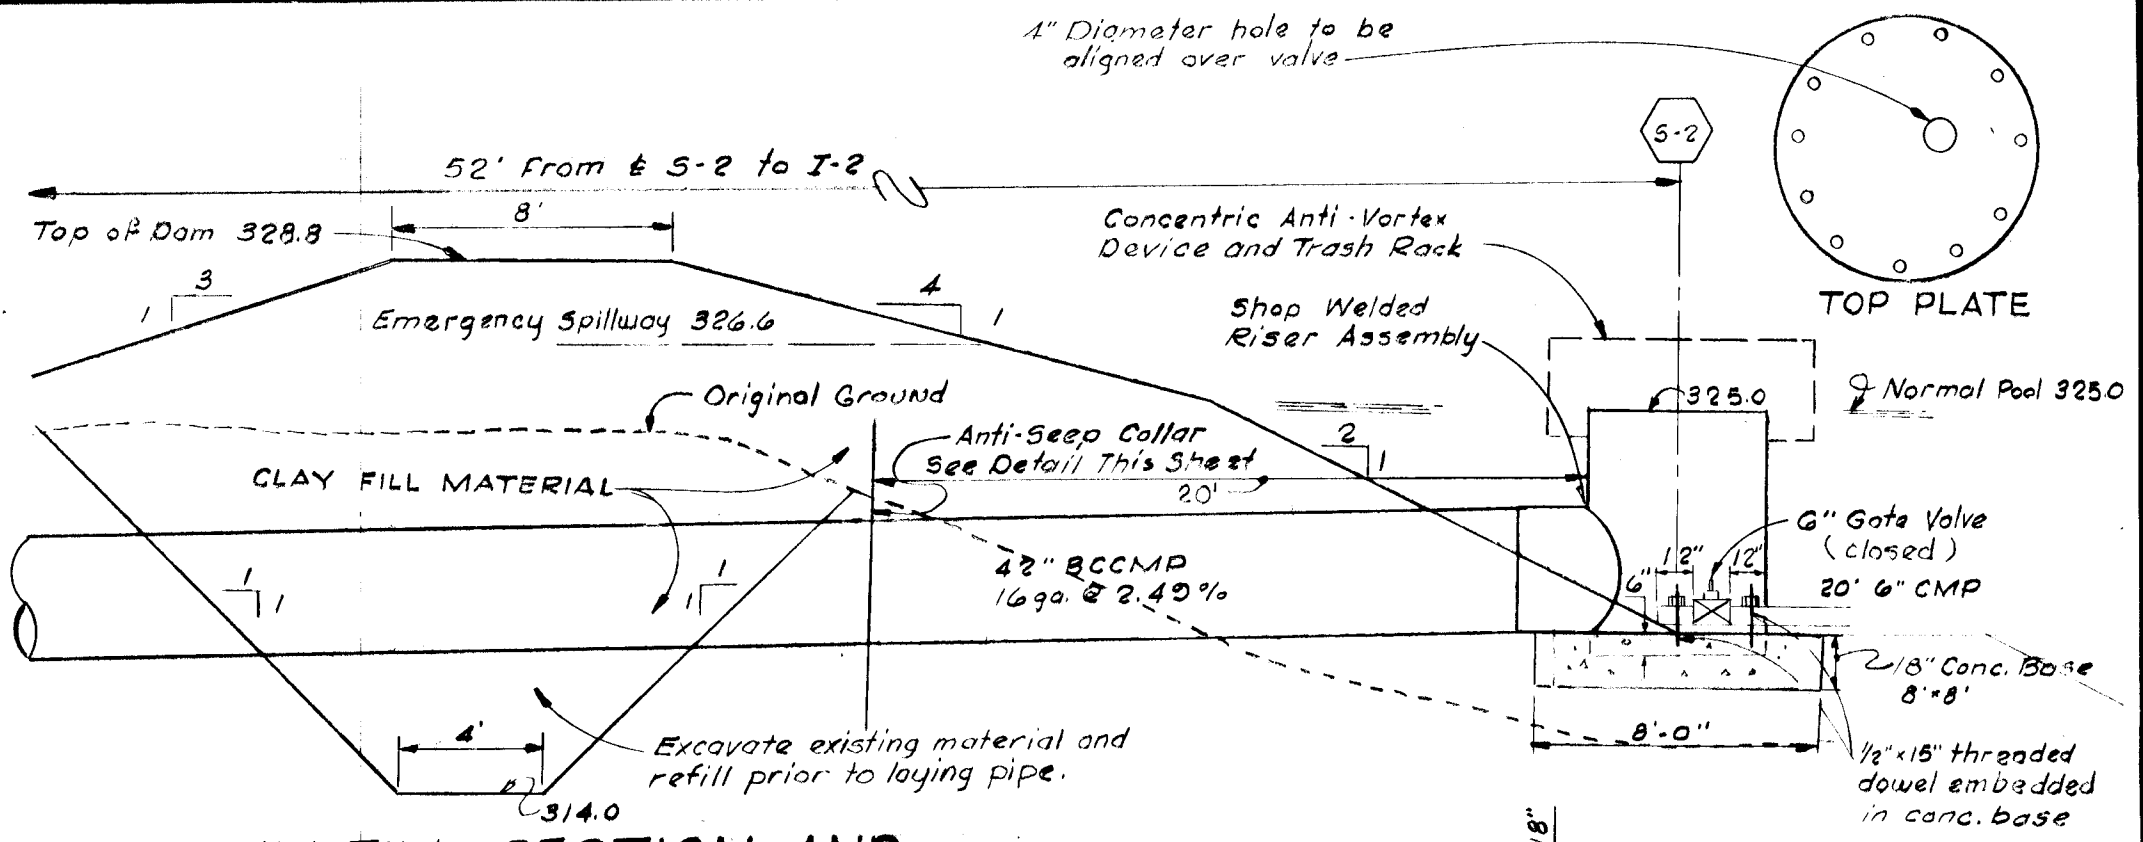 4" Diameter hole to be
aligned over valve
S-2
52' From ℄ S-2 to I-2
8'
Top of Dam 328.8
Concentric Anti-Vortex
Device and Trash Rack
TOP PLATE
3
1
4
1
Emergency Spillway 326.6
Shop Welded
Riser Assembly
Original Ground
325.0
Normal Pool 325.0
Anti-Seep Collar
See Detail This Sheet
20'
2
1
CLAY FILL MATERIAL
6" Gate Valve
(closed)
12"
12"
6"
20' 6" CMP
42" BCCMP
16 ga. @ 2.49%
1
1
1
1
18" Conc. Base
8'x8'
8'-0"
4'
Excavate existing material and
refill prior to laying pipe.
314.0
1/2"x15" threaded
dowel embedded
in conc. base
18"
SECTION AND